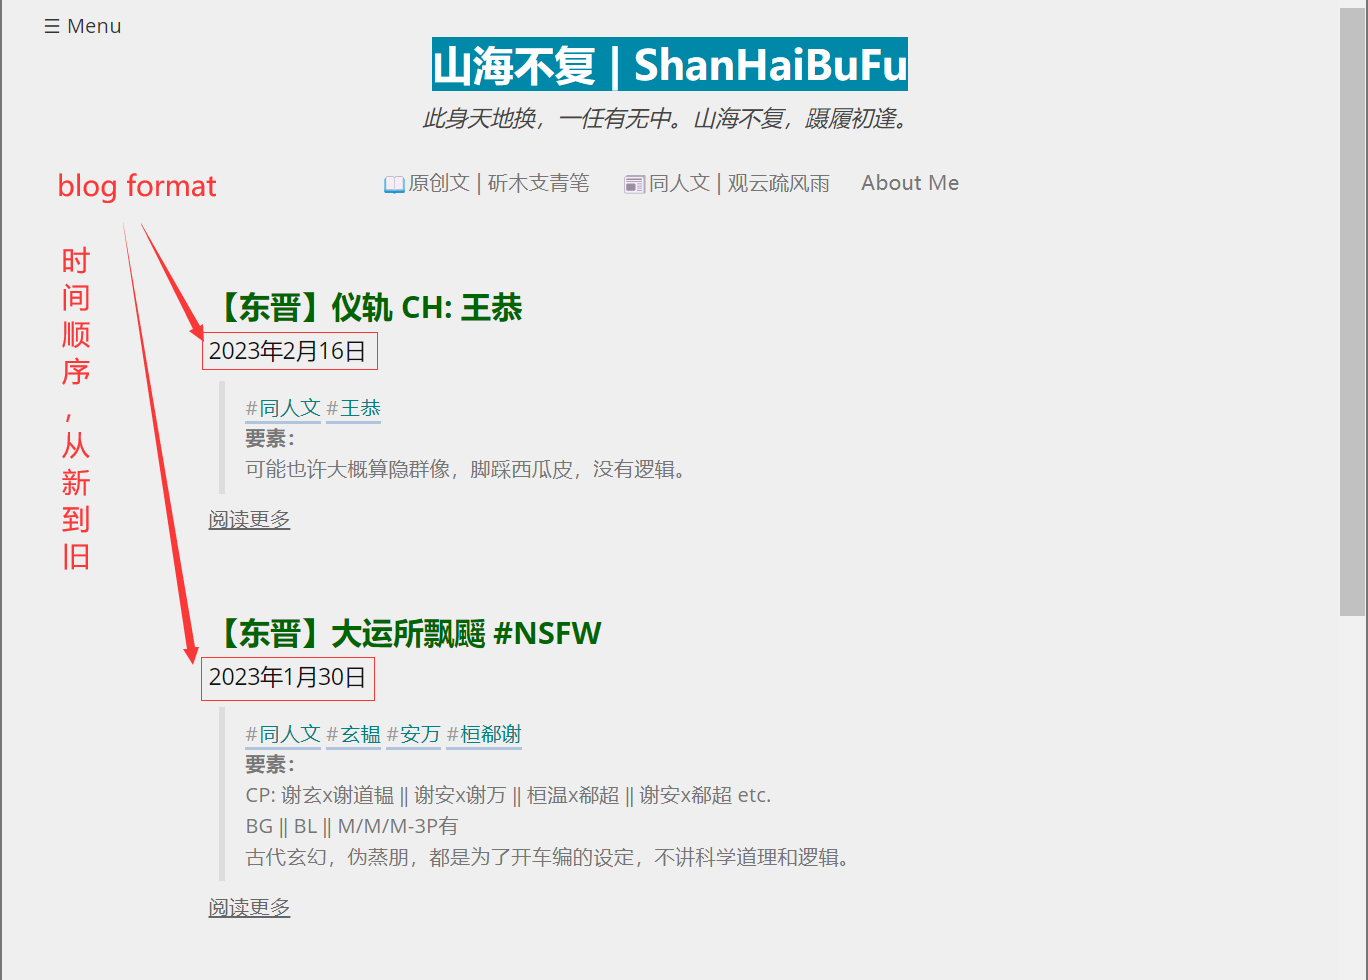 ☰ Menu
山海不复 | ShanHaiBuFu
此身天地换，一任有无中。山海不复，蹑履初逢。
📖原创文 | 斫木支青笔 📰同人文 | 观云疏风雨 About Me
blog format
时间顺序，从新到旧
【东晋】仪轨 CH: 王恭
2023年2月16日
#同人文 #王恭
要素：
可能也许大概算隐群像，脚踩西瓜皮，没有逻辑。
阅读更多
【东晋】大运所飘飖 #NSFW
2023年1月30日
#同人文 #玄韫 #安万 #桓郗谢
要素：
CP: 谢玄x谢道韫 || 谢安x谢万 || 桓温x郗超 || 谢安x郗超 etc.
BG || BL || M/M/M-3P有
古代玄幻，伪蒸朋，都是为了开车编的设定，不讲科学道理和逻辑。
阅读更多